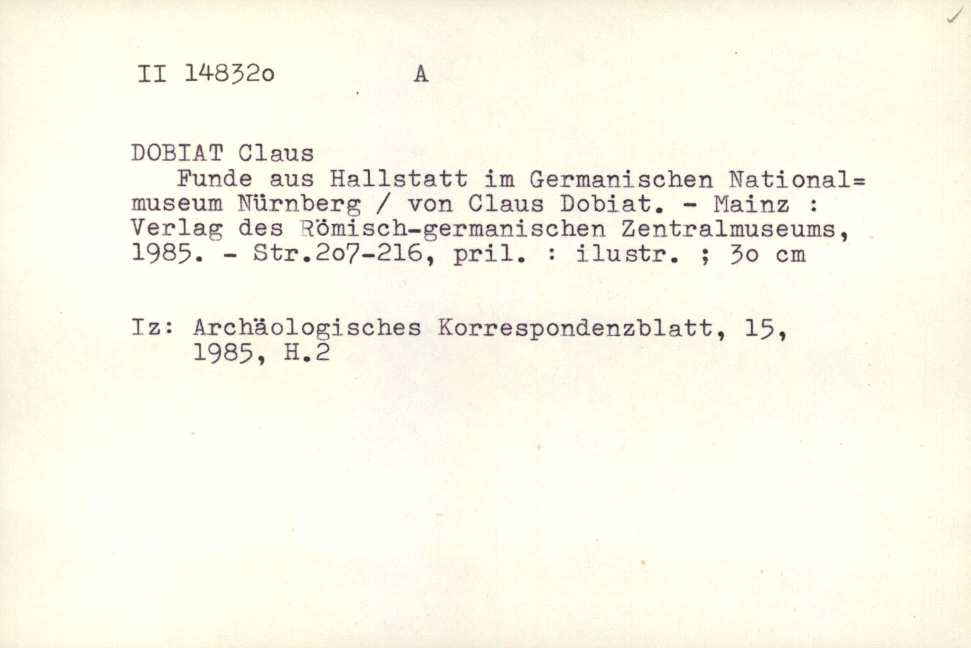 II 14832o A
DOBIAT Claus
Funde aus Hallstatt im Germanischen National=
museum Nürnberg / von Claus Dobiat. - Mainz :
Verlag des Römisch-germanischen Zentralmuseums,
1985. - Str.2o7-216, pril. : ilustr. ; 3o cm
Iz: Archäologisches Korrespondenzblatt, 15,
1985, H.2